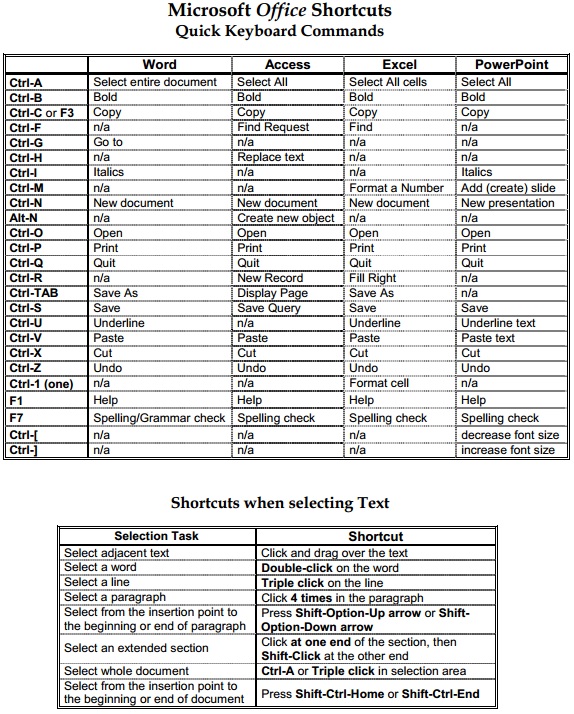 Microsoft Office Shortcuts
Quick Keyboard Commands
Word Access Excel PowerPoint
Ctrl-A Select entire document Select All Select All cells Select All
Ctrl-B Bold Bold Bold Bold
Ctrl-C or F3 Copy Copy Copy Copy
Ctrl-F n/a Find Request Find n/a
Ctrl-G Go to n/a n/a n/a
Ctrl-H n/a Replace text n/a n/a
Ctrl-I Italics n/a n/a Italics
Ctrl-M n/a n/a Format a Number Add (create) slide
Ctrl-N New document New document New document New presentation
Alt-N n/a Create new object n/a n/a
Ctrl-O Open Open Open Open
Ctrl-P Print Print Print Print
Ctrl-Q Quit Quit Quit Quit
Ctrl-R n/a New Record Fill Right n/a
Ctrl-TAB Save As Display Page Save As n/a
Ctrl-S Save Save Query Save Save
Ctrl-U Underline n/a Underline Underline text
Ctrl-V Paste Paste Paste Paste text
Ctrl-X Cut Cut Cut Cut
Ctrl-Z Undo Undo Undo Undo
Ctrl-1 (one) n/a n/a Format cell n/a
F1 Help Help Help Help
F7 Spelling/Grammar check Spelling check Spelling check Spelling check
Ctrl-[ n/a n/a n/a decrease font size
Ctrl-] n/a n/a n/a increase font size
Shortcuts when selecting Text
Selection Task Shortcut
Select adjacent text Click and drag over the text
Select a word Double-click on the word
Select a line Triple click on the line
Select a paragraph Click 4 times in the paragraph
Select from the insertion point to
the beginning or end of paragraph
Press Shift-Option-Up arrow or Shift-
Option-Down arrow
Select an extended section
Click at one end of the section, then
Shift-Click at the other end
Select whole document Ctrl-A or Triple click in selection area
Select from the insertion point to
the beginning or end of document
Press Shift-Ctrl-Home or Shift-Ctrl-End